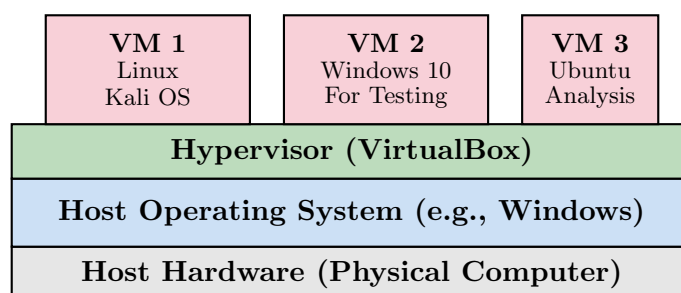 VM 1
Linux
Kali OS
VM 2
Windows 10
For Testing
VM 3
Ubuntu
Analysis
Hypervisor (VirtualBox)
Host Operating System (e.g., Windows)
Host Hardware (Physical Computer)